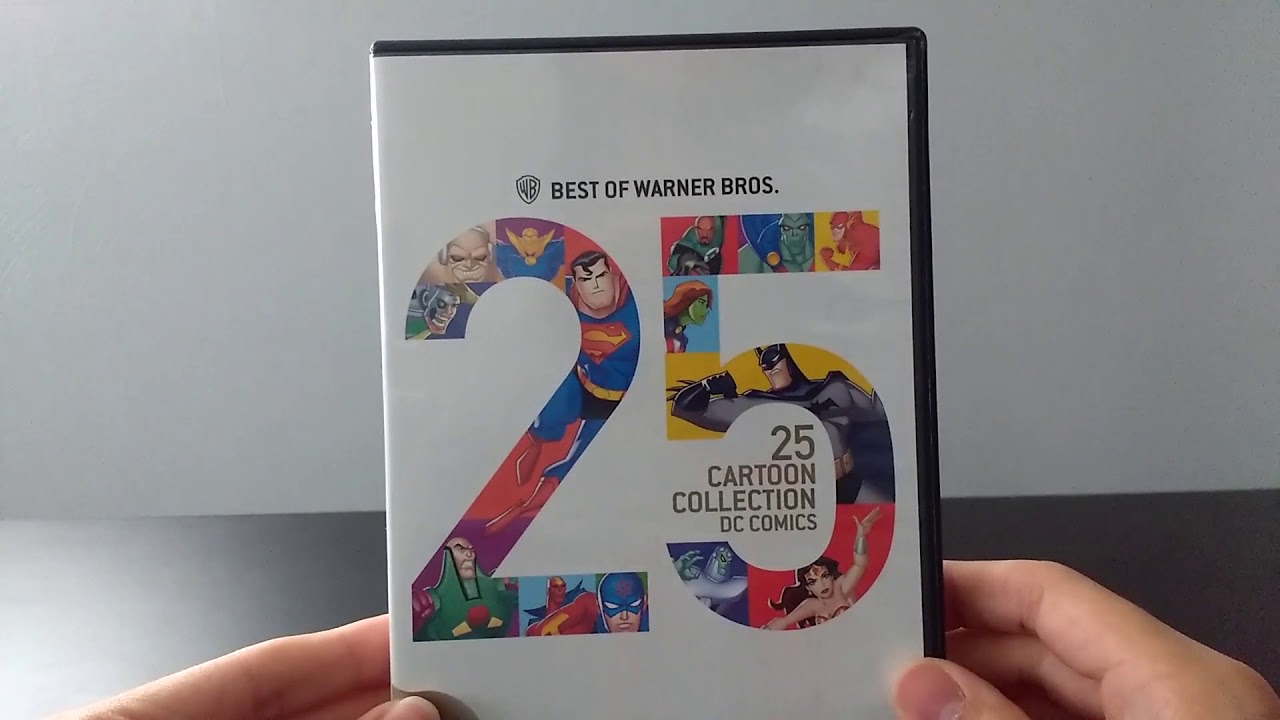 WB BEST OF WARNER BROS.
25
25
CARTOON
COLLECTION
DC COMICS